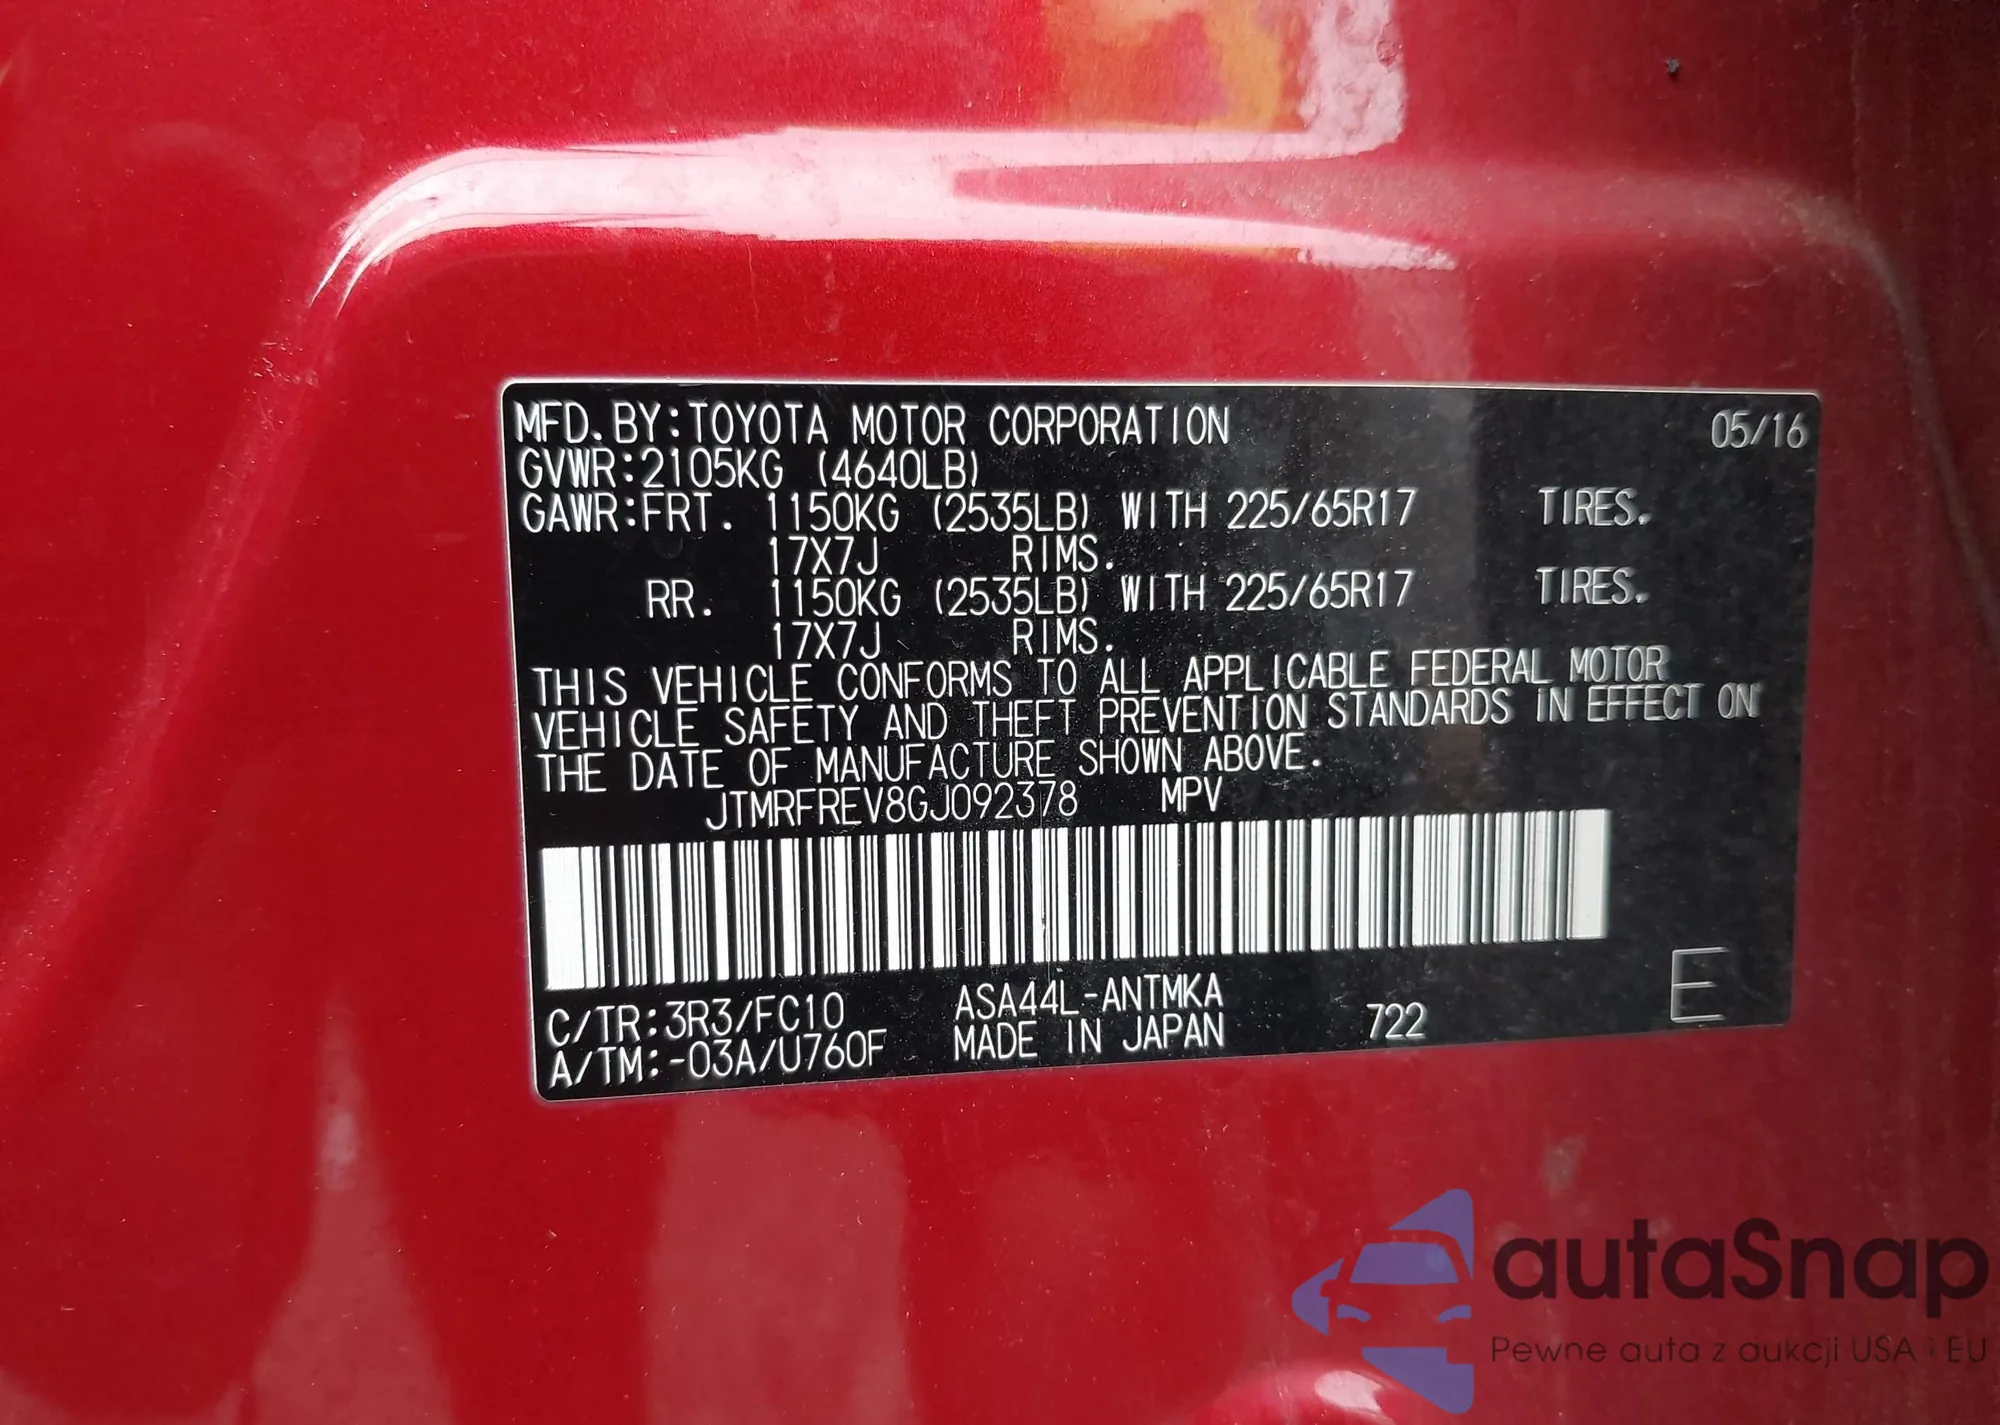 MFD.BY:TOYOTA MOTOR CORPORATION 05/16
GVWR:2105KG (4640LB)
GAWR:FRT. 1150KG (2535LB) WITH 225/65R17 TIRES.
17X7J RIMS.
RR. 1150KG (2535LB) WITH 225/65R17 TIRES.
17X7J RIMS.
THIS VEHICLE CONFORMS TO ALL APPLICABLE FEDERAL MOTOR
VEHICLE SAFETY AND THEFT PREVENTION STANDARDS IN EFFECT ON
THE DATE OF MANUFACTURE SHOWN ABOVE.
JTMRFREV8GJ092378 MPV
C/TR:3R3/FC10 ASA44L-ANTMKA 722 E
A/TM:-03A/U760F MADE IN JAPAN
autaSnap
Pewne auta z aukcji USA i EU